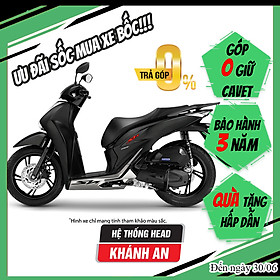 ƯU ĐÃI SỐC MUA XE BỐC!!!
TRẢ GÓP
0%
GÓP
0 GIỮ
CAVET
BẢO HÀNH
3 NĂM
QUÀ TẶNG
HẤP DẪN
*Hình xe chỉ mang tính tham khảo màu sắc.
HỆ THỐNG HEAD
KHÁNH AN
Đến ngày 30.06